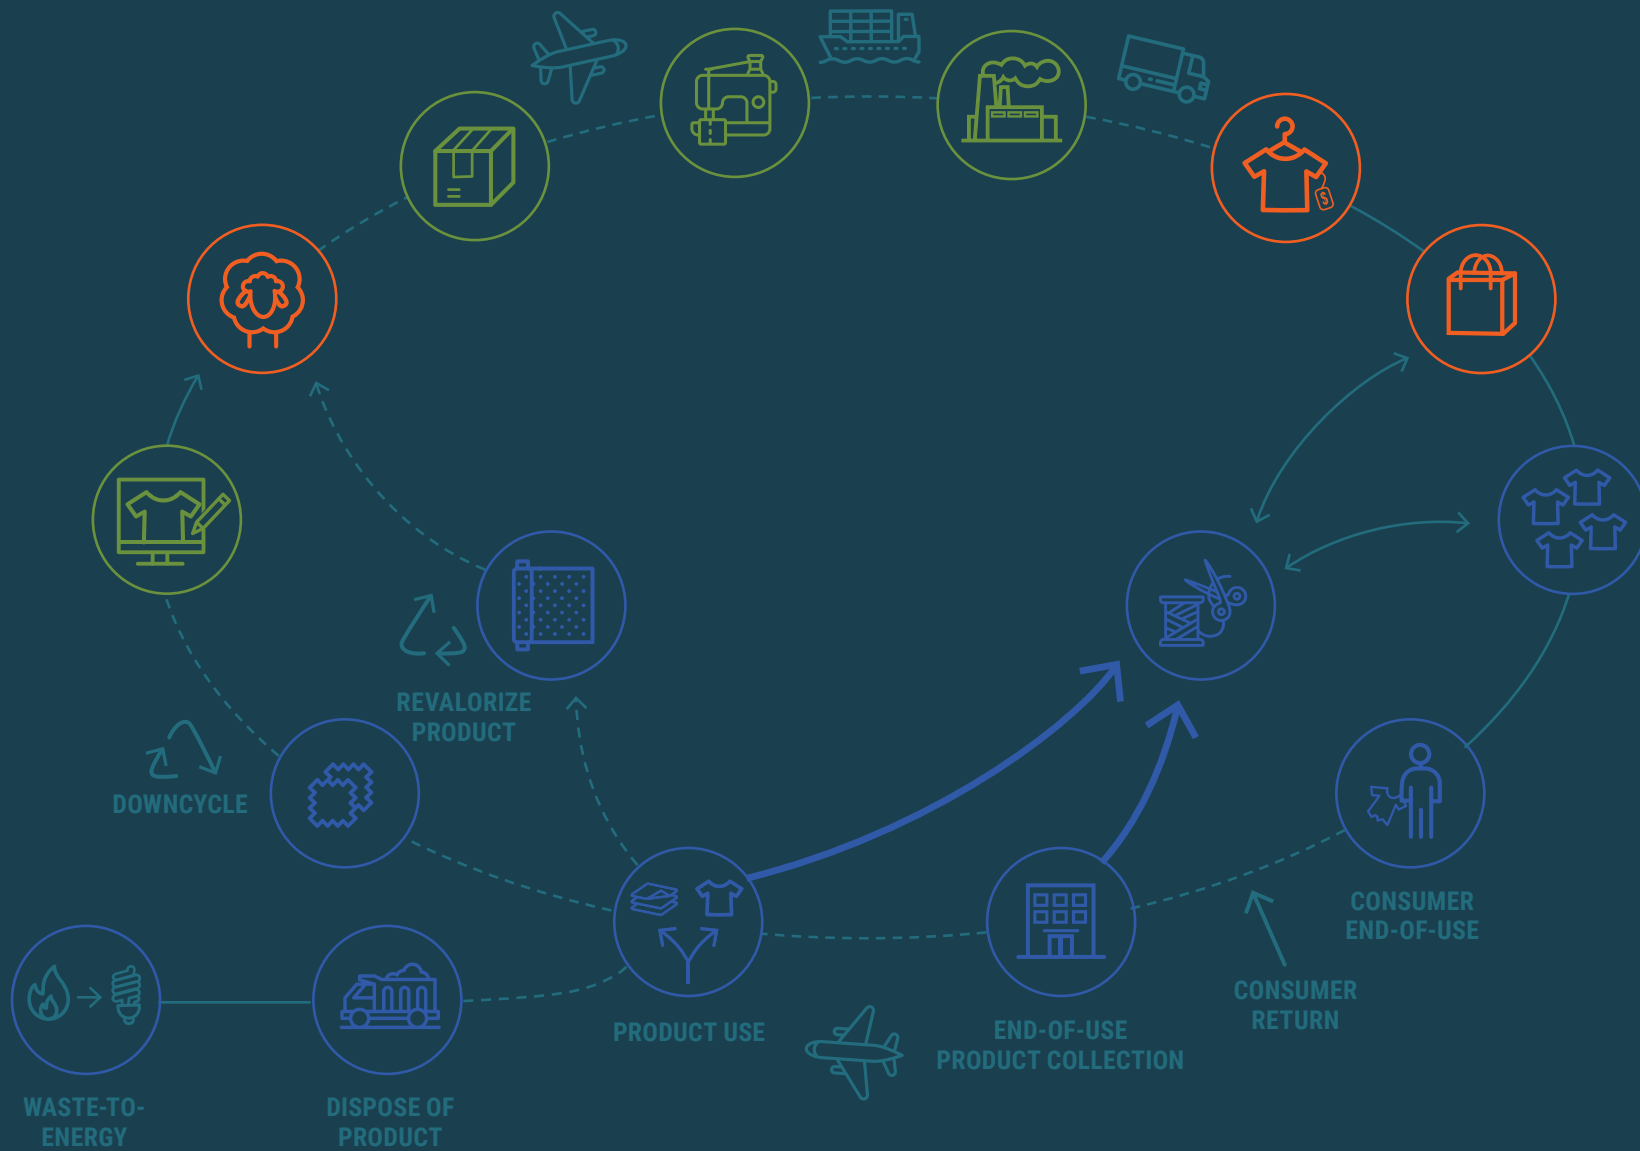 $
REVALORIZE
PRODUCT
DOWNCYCLE
CONSUMER
END-OF-USE
CONSUMER
RETURN
PRODUCT USE
END-OF-USE
PRODUCT COLLECTION
WASTE-TO-
ENERGY
DISPOSE OF
PRODUCT